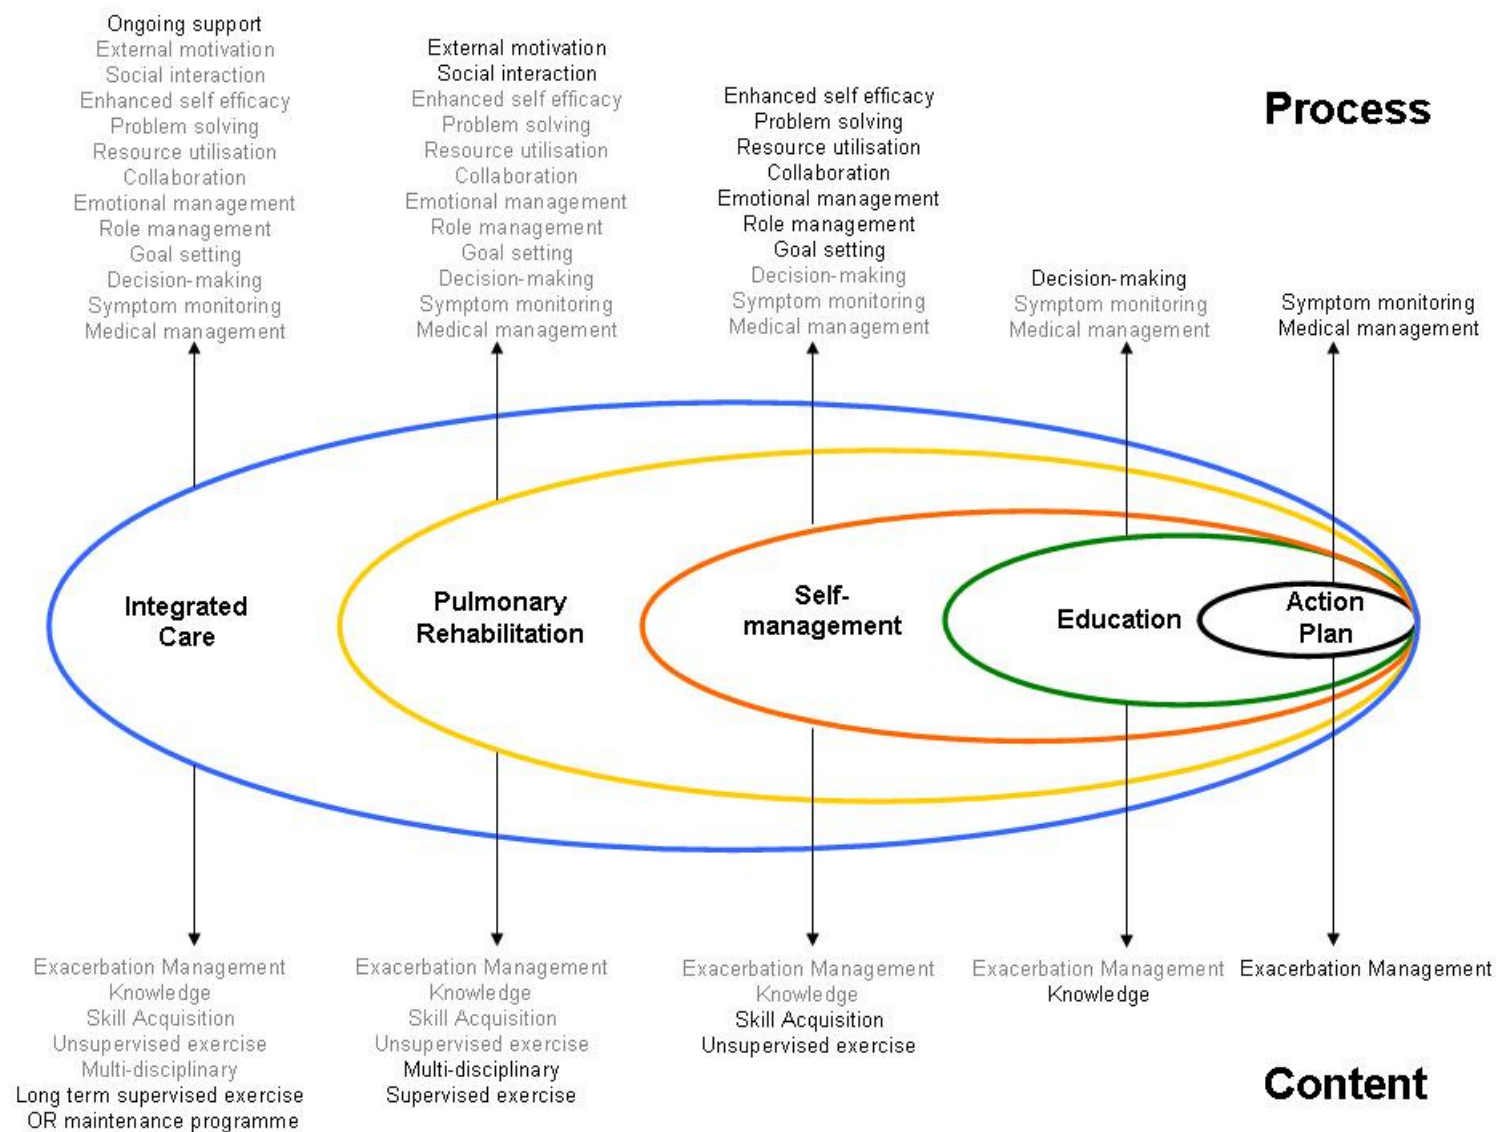 Ongoing support
External motivation
Social interaction
Enhanced self efficacy
Problem solving
Resource utilisation
Collaboration
Emotional management
Role management
Goal setting
Decision-making
Symptom monitoring
Medical management
External motivation
Social interaction
Enhanced self efficacy
Problem solving
Resource utilisation
Collaboration
Emotional management
Role management
Goal setting
Decision-making
Symptom monitoring
Medical management
Enhanced self efficacy
Problem solving
Resource utilisation
Collaboration
Emotional management
Role management
Goal setting
Decision-making
Symptom monitoring
Medical management
Decision-making
Symptom monitoring
Medical management
Process
Symptom monitoring
Medical management
Integrated
Care
Pulmonary
Rehabilitation
Self-
management
Education
Action
Plan
Exacerbation Management
Knowledge
Skill Acquisition
Unsupervised exercise
Multi-disciplinary
Long term supervised exercise
OR maintenance programme
Exacerbation Management
Knowledge
Skill Acquisition
Unsupervised exercise
Multi-disciplinary
Supervised exercise
Exacerbation Management
Knowledge
Skill Acquisition
Unsupervised exercise
Exacerbation Management
Knowledge
Exacerbation Management
Content